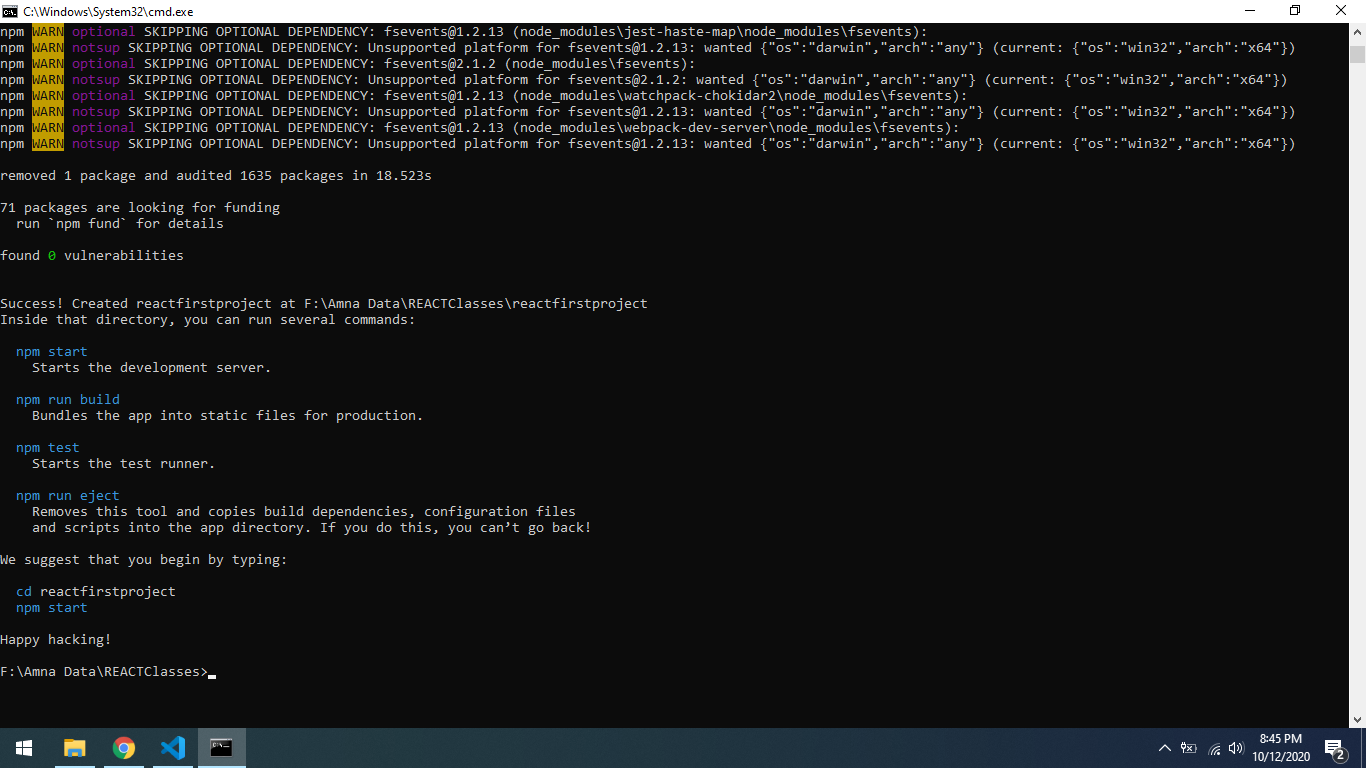 C:\Windows\System32\cmd.exe
npm WARN optional SKIPPING OPTIONAL DEPENDENCY: fsevents@1.2.13 (node_modules\jest-haste-map\node_modules\fsevents):
npm WARN notsup SKIPPING OPTIONAL DEPENDENCY: Unsupported platform for fsevents@1.2.13: wanted {"os":"darwin","arch":"any"} (current: {"os":"win32","arch":"x64"})
npm WARN optional SKIPPING OPTIONAL DEPENDENCY: fsevents@2.1.2 (node_modules\fsevents):
npm WARN notsup SKIPPING OPTIONAL DEPENDENCY: Unsupported platform for fsevents@2.1.2: wanted {"os":"darwin","arch":"any"} (current: {"os":"win32","arch":"x64"})
npm WARN optional SKIPPING OPTIONAL DEPENDENCY: fsevents@1.2.13 (node_modules\watchpack-chokidar2\node_modules\fsevents):
npm WARN notsup SKIPPING OPTIONAL DEPENDENCY: Unsupported platform for fsevents@1.2.13: wanted {"os":"darwin","arch":"any"} (current: {"os":"win32","arch":"x64"})
npm WARN optional SKIPPING OPTIONAL DEPENDENCY: fsevents@1.2.13 (node_modules\webpack-dev-server\node_modules\fsevents):
npm WARN notsup SKIPPING OPTIONAL DEPENDENCY: Unsupported platform for fsevents@1.2.13: wanted {"os":"darwin","arch":"any"} (current: {"os":"win32","arch":"x64"})
removed 1 package and audited 1635 packages in 18.523s
71 packages are looking for funding
run `npm fund` for details
found 0 vulnerabilities
Success! Created reactfirstproject at F:\Amna Data\REACTClasses\reactfirstproject
Inside that directory, you can run several commands:
npm start
Starts the development server.
npm run build
Bundles the app into static files for production.
npm test
Starts the test runner.
npm run eject
Removes this tool and copies build dependencies, configuration files
and scripts into the app directory. If you do this, you can’t go back!
We suggest that you begin by typing:
cd reactfirstproject
npm start
Happy hacking!
F:\Amna Data\REACTClasses>
8:45 PM
10/12/2020
2